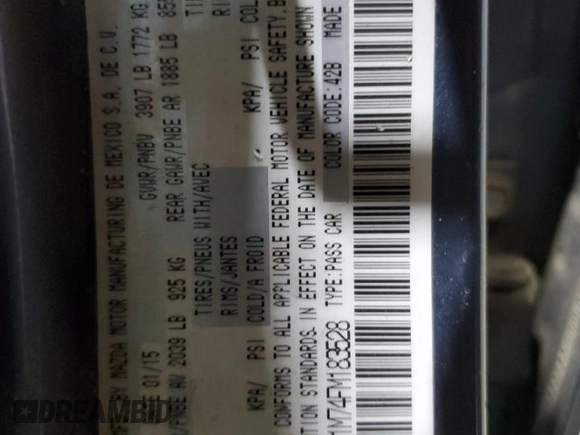 BY MAZDA MOTOR MANUFACTURING DE MEXICO S.A. DE C.V.
01/15 GVWR/PNBV 3907 LB 1772 KG
AV 2039 LB 925 KG REAR GAWR/PNBE AR 1885 LB
TIRES/PNEUS WITH/AVEC
RIMS/JANTES
KPA/ PSI COLD/A FROID KPA/ PSI COL
CONFORMS TO ALL APPLICABLE FEDERAL MOTOR VEHICLE SAFETY,
STANDARDS IN EFFECT ON THE DATE OF MANUFACTURE SHOWN
1M74FM183528 TYPE:PASS CAR COLOR CODE:42B MADE
AUTOBIDMASTER